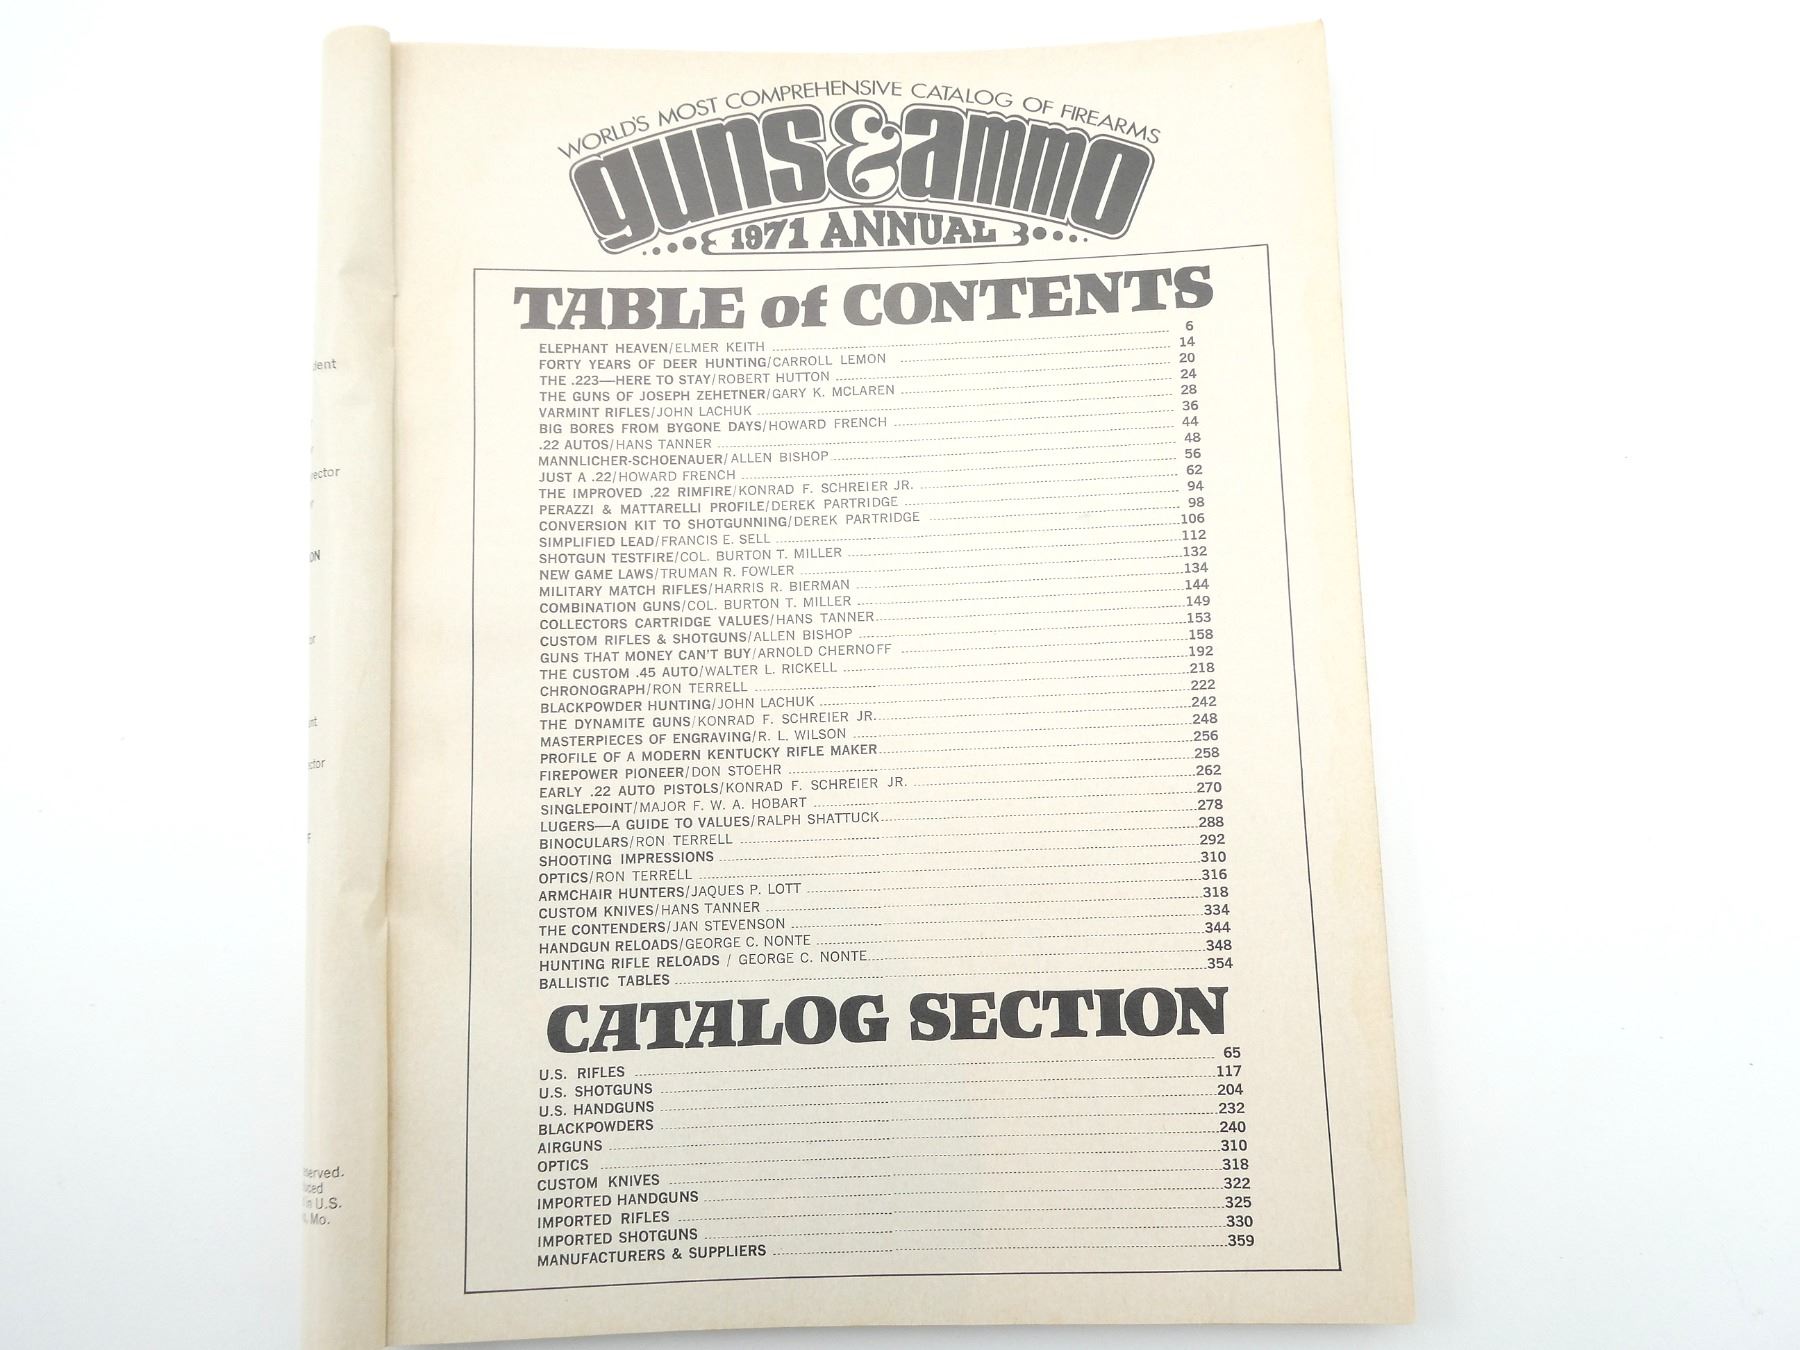 WORLD'S MOST COMPREHENSIVE CATALOG OF FIREARMS
guns & ammo
1971 ANNUAL
TABLE of CONTENTS
ELEPHANT HEAVEN/ELMER KEITH 6
FORTY YEARS OF DEER HUNTING/CARROLL LEMON 14
THE .223—HERE TO STAY/ROBERT HUTTON 20
THE GUNS OF JOSEPH ZEHETNER/GARY K. MCLAREN 24
VARMINT RIFLES/JOHN LACHUK 28
BIG BORES FROM BYGONE DAYS/HOWARD FRENCH 36
.22 AUTOS/HANS TANNER 44
MANNLICHER-SCHOENAUER/ALLEN BISHOP 48
JUST A .22/HOWARD FRENCH 56
THE IMPROVED .22 RIMFIRE/KONRAD F. SCHREIER JR. 62
PERAZZI & MATTARELLI PROFILE/DEREK PARTRIDGE 94
CONVERSION KIT TO SHOTGUNNING/DEREK PARTRIDGE 98
SIMPLIFIED LEAD/FRANCIS E. SELL 106
SHOTGUN TESTFIRE/COL. BURTON T. MILLER 112
NEW GAME LAWS/TRUMAN R. FOWLER 132
MILITARY MATCH RIFLES/HARRIS R. BIERMAN 134
COMBINATION GUNS/COL. BURTON T. MILLER 144
COLLECTORS CARTRIDGE VALUES/HANS TANNER 149
CUSTOM RIFLES & SHOTGUNS/ALLEN BISHOP 153
GUNS THAT MONEY CAN'T BUY/ARNOLD CHERNOFF 158
THE CUSTOM .45 AUTO/WALTER L. RICKELL 192
CHRONOGRAPH/RON TERRELL 218
BLACKPOWDER HUNTING/JOHN LACHUK 222
THE DYNAMITE GUNS/KONRAD F. SCHREIER JR. 242
MASTERPIECES OF ENGRAVING/R. L. WILSON 248
PROFILE OF A MODERN KENTUCKY RIFLE MAKER 256
FIREPOWER PIONEER/DON STOEHR 258
EARLY .22 AUTO PISTOLS/KONRAD F. SCHREIER JR. 262
SINGLEPOINT/MAJOR F. W. A. HOBART 270
LUGERS—A GUIDE TO VALUES/RALPH SHATTUCK 278
BINOCULARS/RON TERRELL 288
SHOOTING IMPRESSIONS 292
OPTICS/RON TERRELL 310
ARMCHAIR HUNTERS/JAQUES P. LOTT 316
CUSTOM KNIVES/HANS TANNER 318
THE CONTENDERS/JAN STEVENSON 334
HANDGUN RELOADS/GEORGE C. NONTE 344
HUNTING RIFLE RELOADS / GEORGE C. NONTE 348
BALLISTIC TABLES 354
CATALOG SECTION
U.S. RIFLES 65
U.S. SHOTGUNS 117
U.S. HANDGUNS 204
BLACKPOWDERS 232
AIRGUNS 240
OPTICS 310
CUSTOM KNIVES 318
IMPORTED HANDGUNS 322
IMPORTED RIFLES 325
IMPORTED SHOTGUNS 330
MANUFACTURERS & SUPPLIERS 359
in U.S.
Mo.